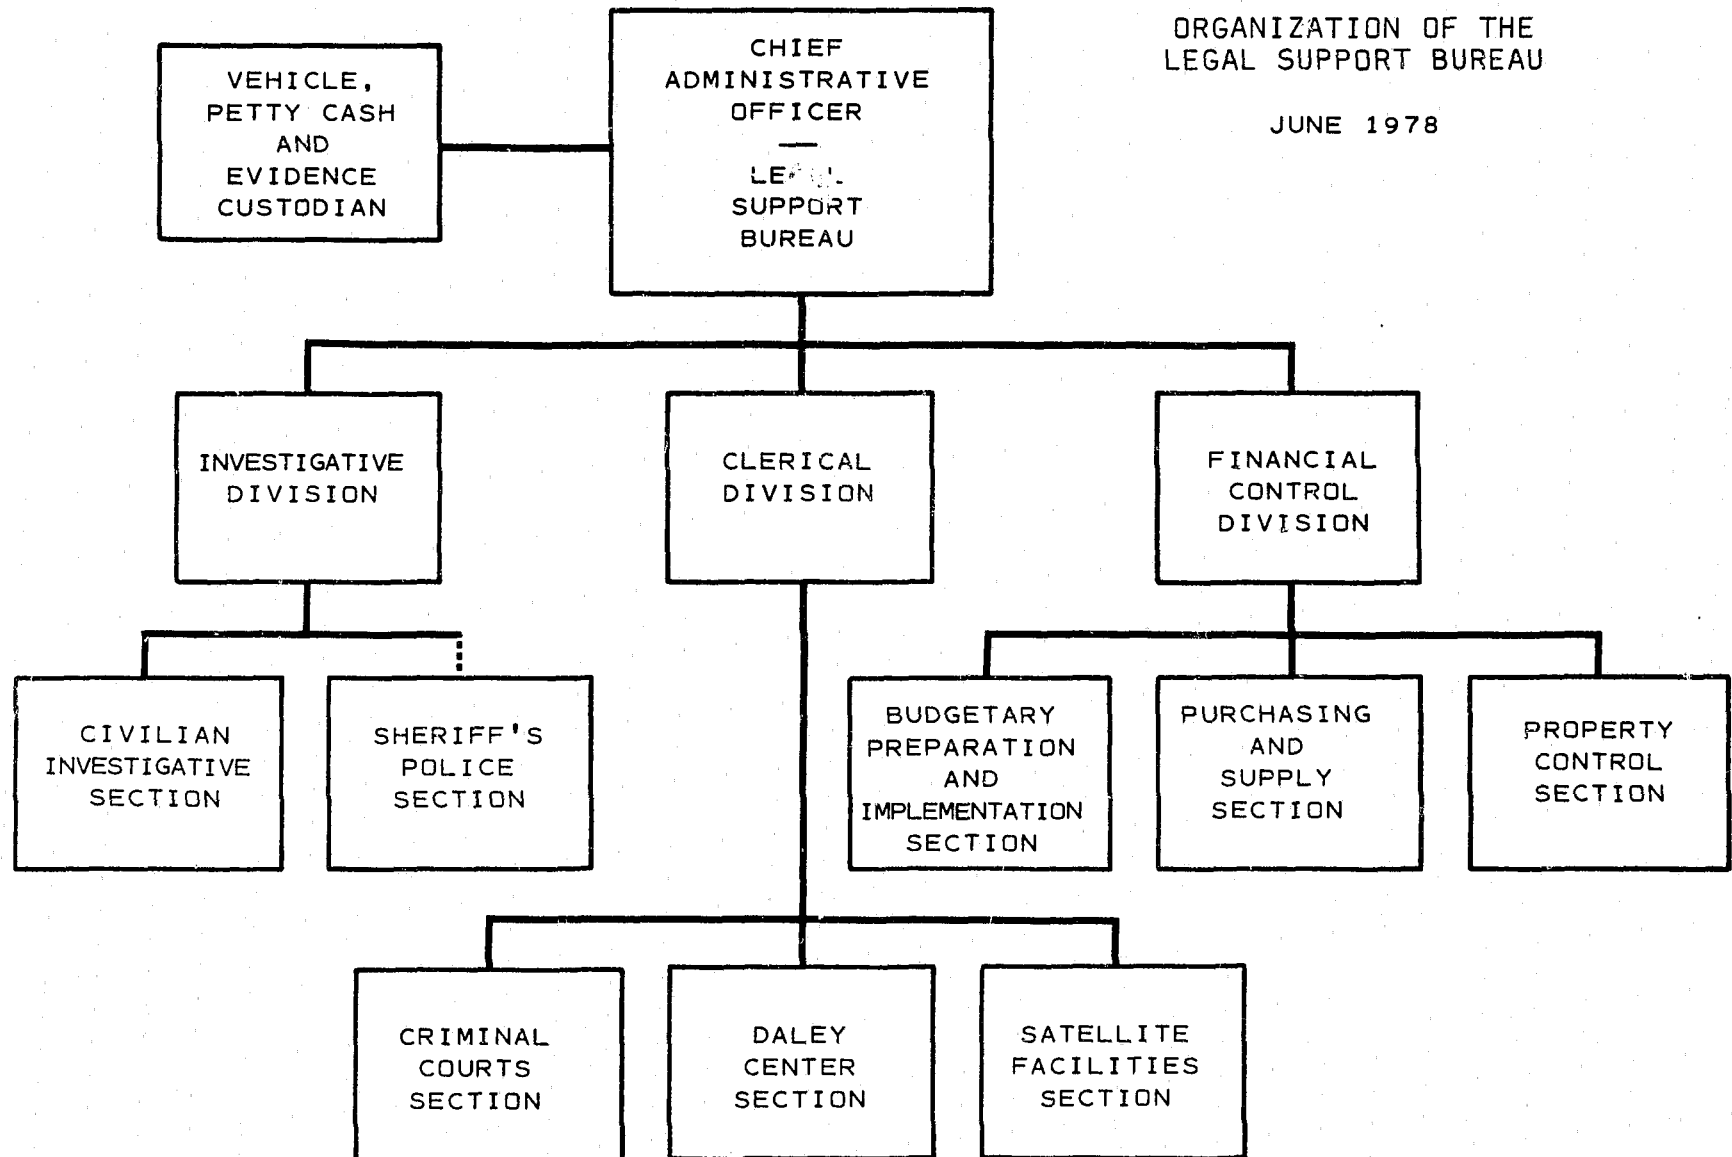 ORGANIZATION OF THE
LEGAL SUPPORT BUREAU
JUNE 1978
VEHICLE,
PETTY CASH
AND
EVIDENCE
CUSTODIAN
CHIEF
ADMINISTRATIVE
OFFICER
—
SUPPORT
BUREAU
INVESTIGATIVE
DIVISION
CLERICAL
DIVISION
FINANCIAL
CONTROL
DIVISION
CIVILIAN
INVESTIGATIVE
SECTION
SHERIFF'S
POLICE
SECTION
BUDGETARY
PREPARATION
AND
IMPLEMENTATION
SECTION
PURCHASING
AND
SUPPLY
SECTION
PROPERTY
CONTROL
SECTION
CRIMINAL
COURTS
SECTION
DALEY
CENTER
SECTION
SATELLITE
FACILITIES
SECTION